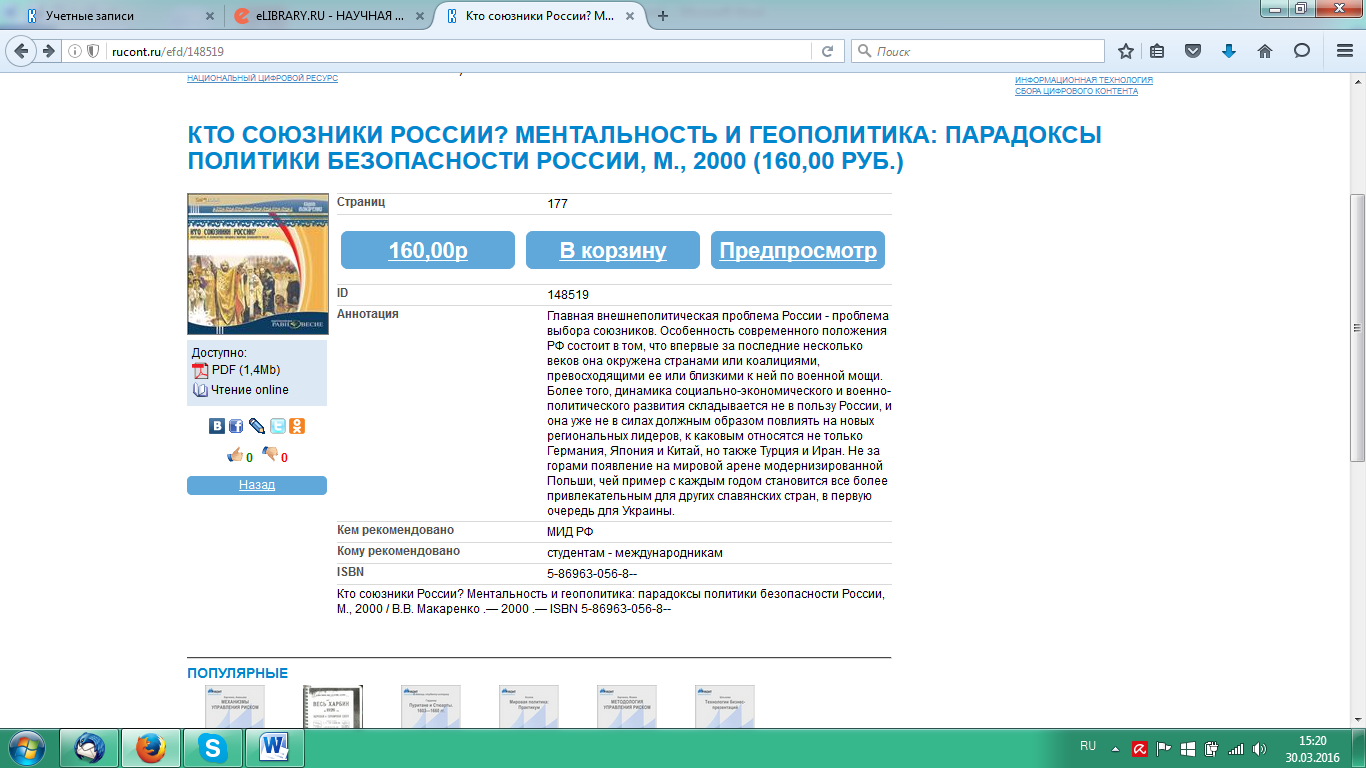 Учетные записи
eLIBRARY.RU - НАУЧНАЯ ...
Кто союзники России? М...
rucont.ru/efd/148519
Поиск
НАЦИОНАЛЬНЫЙ ЦИФРОВОЙ РЕСУРС
ИНФОРМАЦИОННАЯ ТЕХНОЛОГИЯ
СБОРА ЦИФРОВОГО КОНТЕНТА
КТО СОЮЗНИКИ РОССИИ? МЕНТАЛЬНОСТЬ И ГЕОПОЛИТИКА: ПАРАДОКСЫ
ПОЛИТИКИ БЕЗОПАСНОСТИ РОССИИ, М., 2000 (160,00 РУБ.)
КТО СОЮЗНИКИ РОССИИ?
РАВНОВЕСИЕ
Доступно:
PDF (1,4Mb)
Чтение online
0 0
Назад
Страниц 177
160,00р В корзину Предпросмотр
ID 148519
Аннотация Главная внешнеполитическая проблема России - проблема
выбора союзников. Особенность современного положения
РФ состоит в том, что впервые за последние несколько
веков она окружена странами или коалициями,
превосходящими ее или близкими к ней по военной мощи.
Более того, динамика социально-экономического и военно-
политического развития складывается не в пользу России, и
она уже не в силах должным образом повлиять на новых
региональных лидеров, к каковым относятся не только
Германия, Япония и Китай, но также Турция и Иран. Не за
горами появление на мировой арене модернизированной
Польши, чей пример с каждым годом становится все более
привлекательным для других славянских стран, в первую
очередь для Украины.
Кем рекомендовано МИД РФ
Кому рекомендовано студентам - международникам
ISBN 5-86963-056-8--
Кто союзники России? Ментальность и геополитика: парадоксы политики безопасности России,
М., 2000 / В.В. Макаренко .— 2000 .— ISBN 5-86963-056-8--
ПОПУЛЯРНЫЕ
МЕХАНИЗМЫ
УПРАВЛЕНИЯ РИСКОМ
ВЕСЬ ХАРБИН
Пуритане и Стюарты,
Мировая политика:
Практикум
МЕТОДОЛОГИЯ
УПРАВЛЕНИЯ РИСКОМ
Технологии Бизнес-
презентаций
RU
15:20
30.03.2016